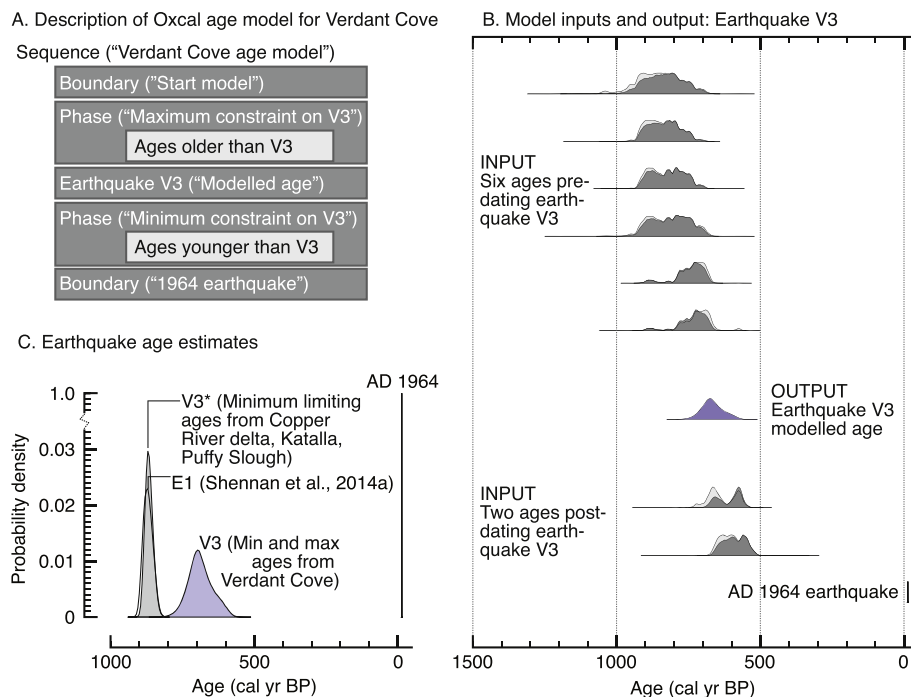 A. Description of Oxcal age model for Verdant Cove
Sequence (“Verdant Cove age model”)
Boundary (”Start model”)
Phase (“Maximum constraint on V3”)
Ages older than V3
Earthquake V3 (“Modelled age”)
Phase (“Minimum constraint on V3”)
Ages younger than V3
Boundary (“1964 earthquake”)
C. Earthquake age estimates
AD 1964
1.0
0.03
0.02
0.01
0
Probability density
V3* (Minimum limiting
ages from Copper
River delta, Katalla,
Puffy Slough)
E1 (Shennan et al., 2014a)
V3 (Min and max
ages from
Verdant Cove)
1000
500
0
Age (cal yr BP)
B. Model inputs and output: Earthquake V3
INPUT
Six ages pre-
dating earth-
quake V3
OUTPUT
Earthquake V3
modelled age
INPUT
Two ages post-
dating earth-
quake V3
AD 1964 earthquake
1500
1000
500
0
Age (cal yr BP)